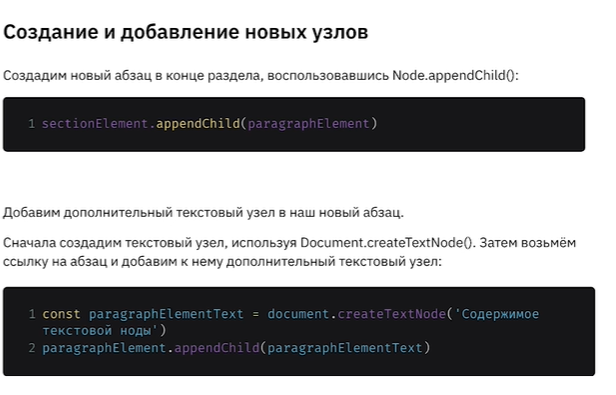 Создание и добавление новых узлов
Создадим новый абзац в конце раздела, воспользовавшись Node.appendChild():
1 sectionElement.appendChild(paragraphElement)
Добавим дополнительный текстовый узел в наш новый абзац.
Сначала создадим текстовый узел, используя Document.createTextNode(). Затем возьмём
ссылку на абзац и добавим к нему дополнительный текстовый узел:
1 const paragraphElementText = document.createTextNode('Содержимое
текстовой ноды')
2 paragraphElement.appendChild(paragraphElementText)